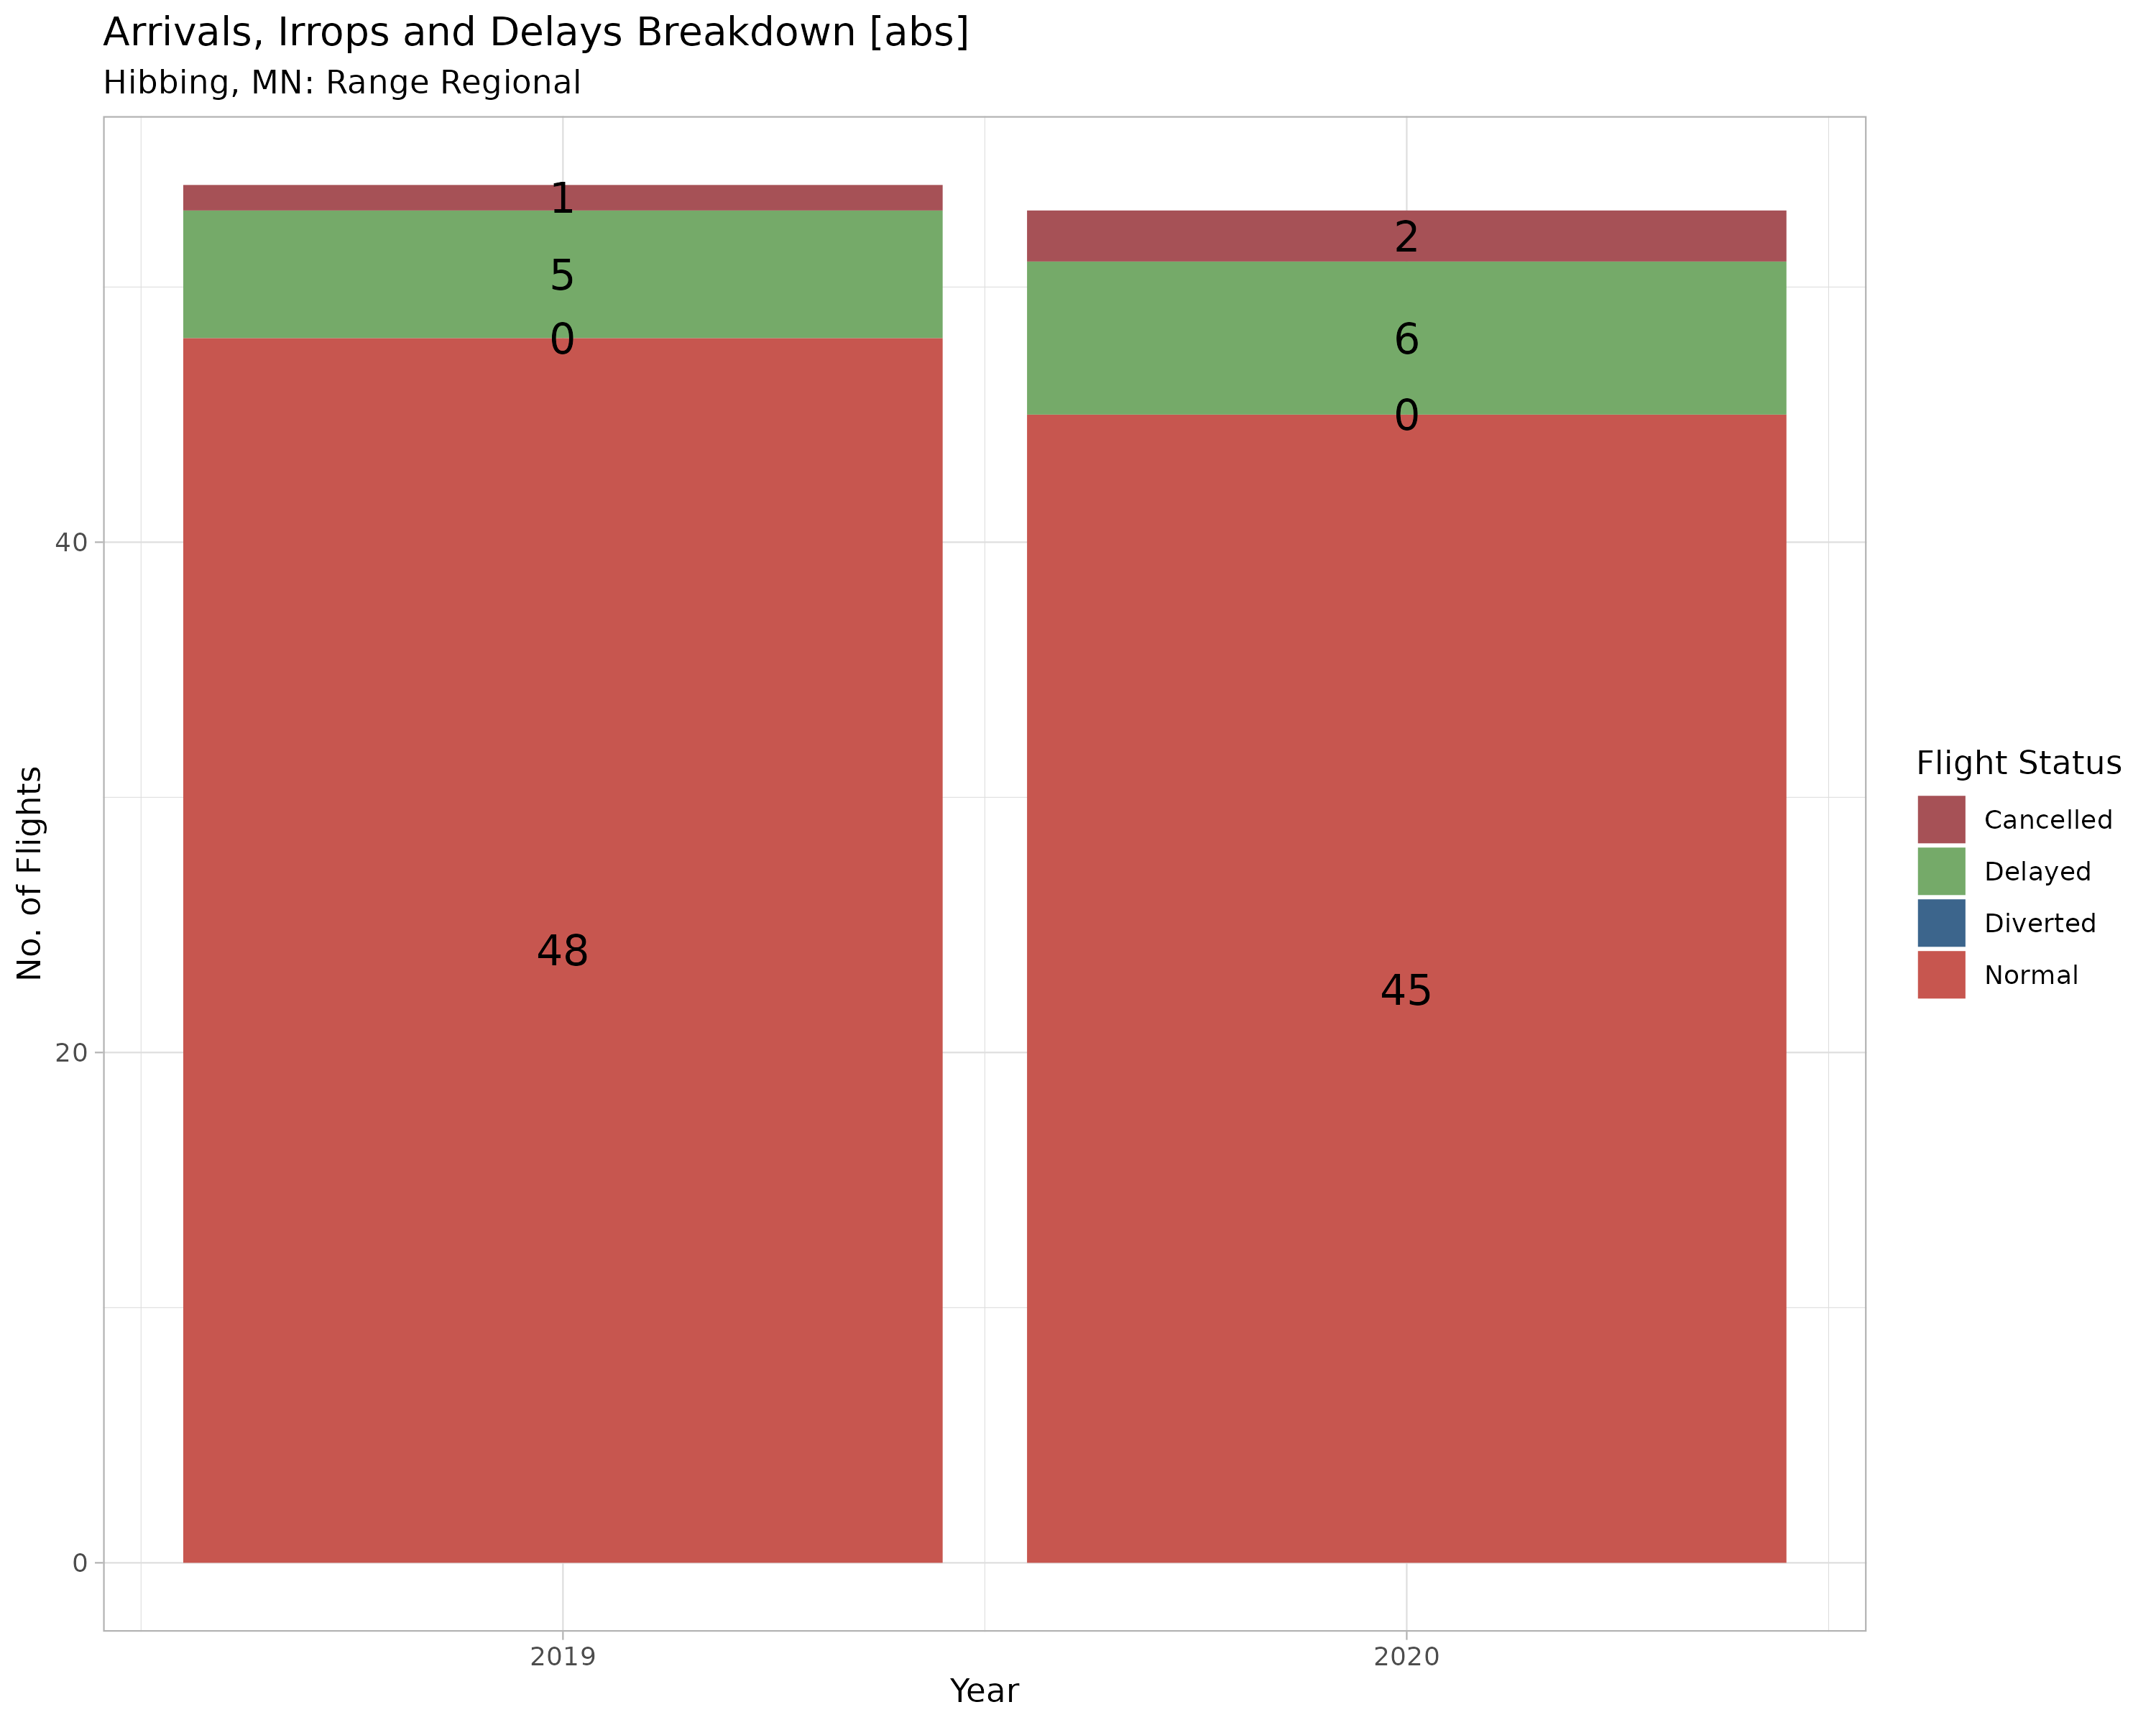 Arrivals, Irrops and Delays Breakdown [abs]
Hibbing, MN: Range Regional
No. of Flights
40
20
0
1
5
0
48
2
6
0
45
2019
2020
Year
Flight Status
Cancelled
Delayed
Diverted
Normal